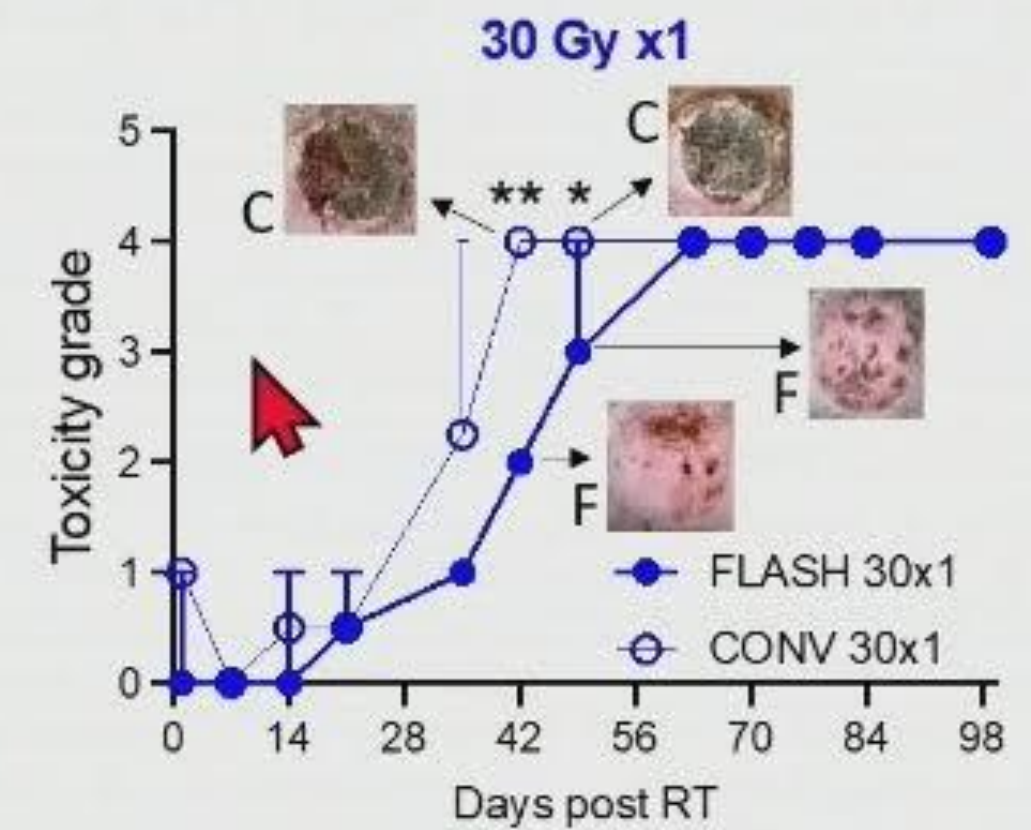 30 Gy x1
Toxicity grade
5
4
3
2
1
0
C
C
** *
F
F
FLASH 30x1
CONV 30x1
0 14 28 42 56 70 84 98
Days post RT